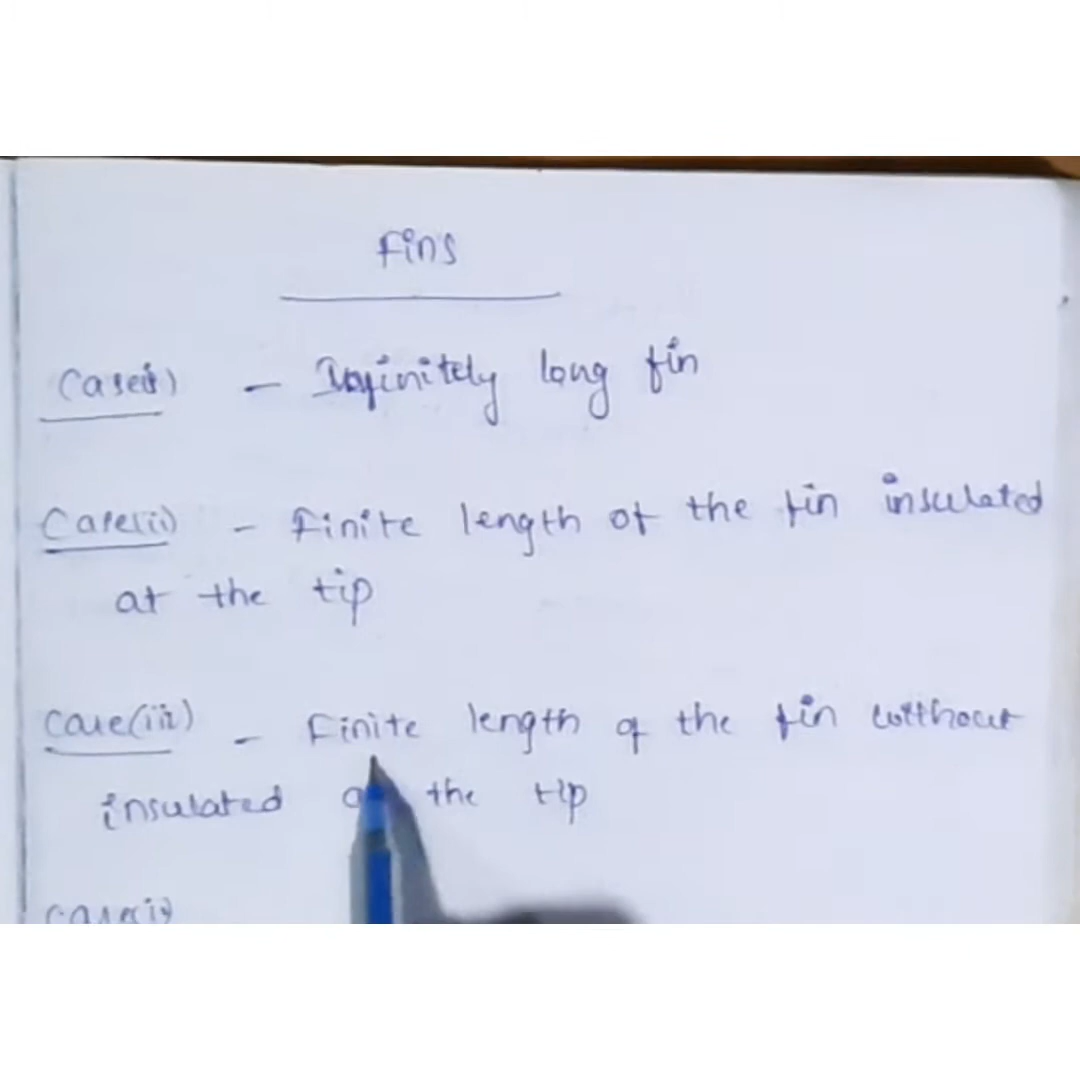 Fins
Case(i) - Infinitely long fin
Case(ii) - Finite length of the fin insulated
at the tip
Case(iii) - Finite length of the fin without
insulated the tip